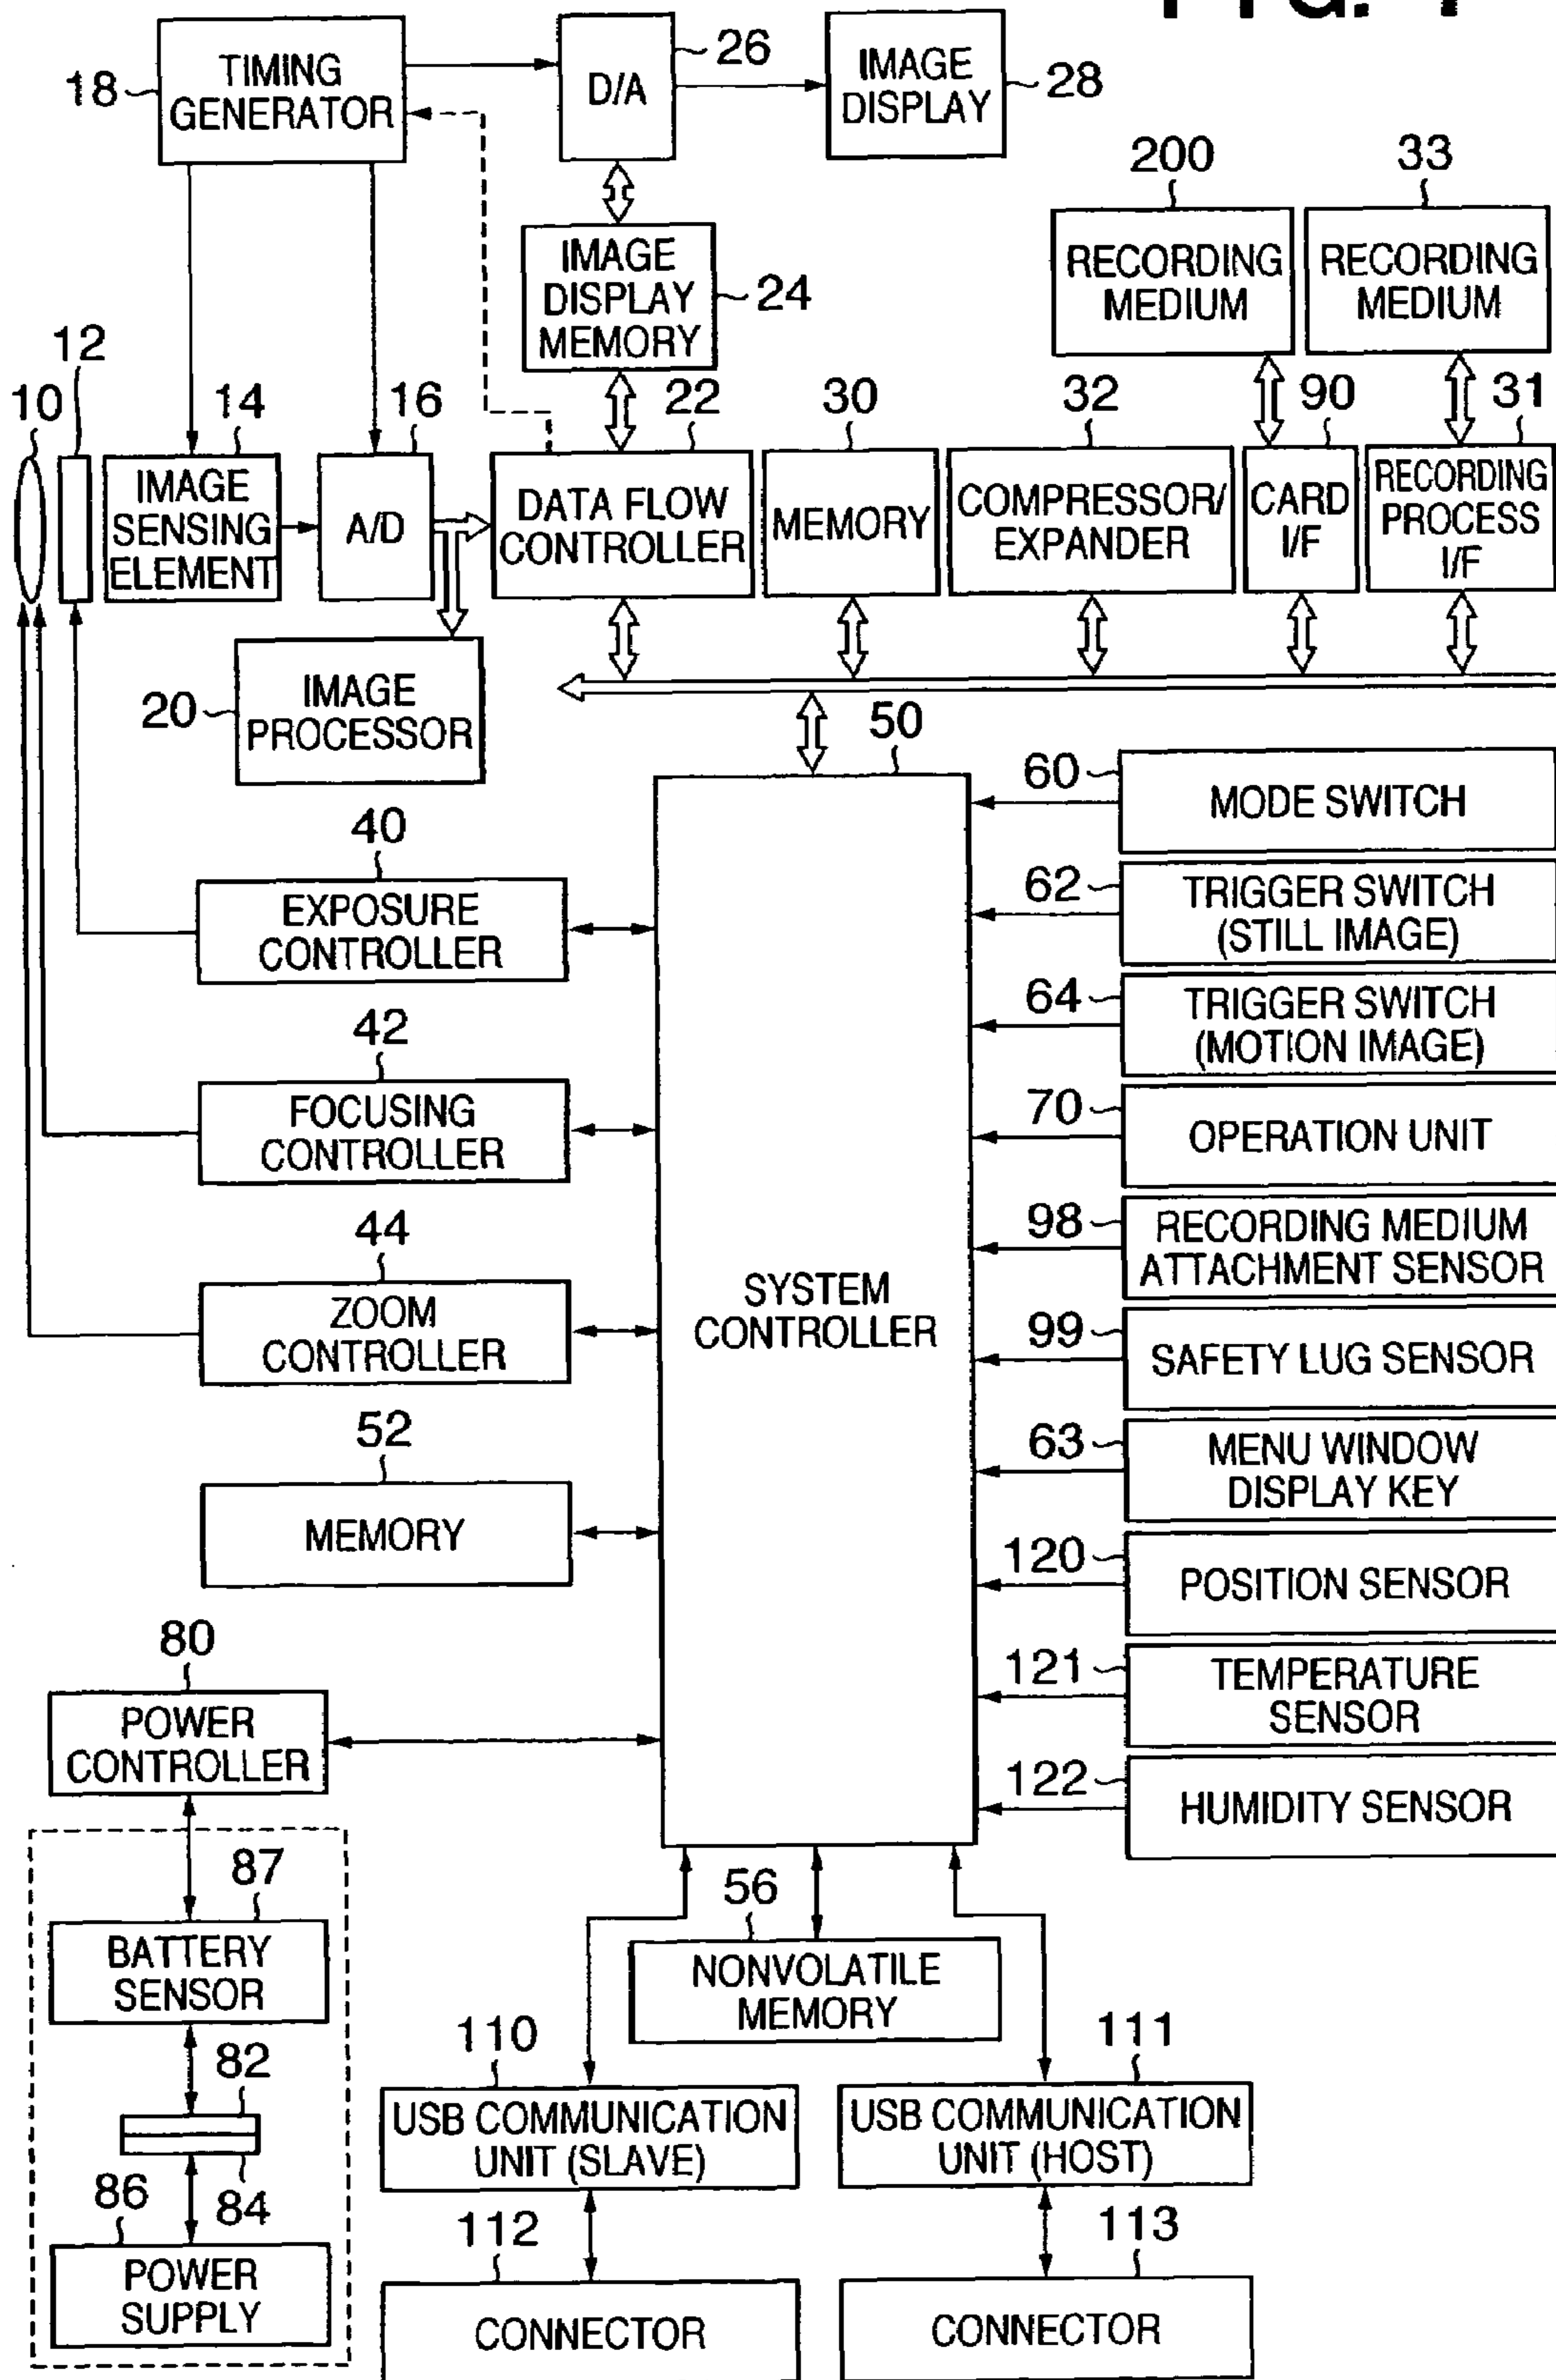 FIG. 1
18
TIMING
GENERATOR
D/A
26
IMAGE
DISPLAY
28
200
33
RECORDING
MEDIUM
RECORDING
MEDIUM
IMAGE
DISPLAY
MEMORY
24
10
12
14
16
22
30
32
90
31
IMAGE
SENSING
ELEMENT
A/D
DATA FLOW
CONTROLLER
MEMORY
COMPRESSOR/
EXPANDER
CARD
I/F
RECORDING
PROCESS
I/F
20
IMAGE
PROCESSOR
50
SYSTEM
CONTROLLER
40
EXPOSURE
CONTROLLER
42
FOCUSING
CONTROLLER
44
ZOOM
CONTROLLER
52
MEMORY
60
MODE SWITCH
62
TRIGGER SWITCH
(STILL IMAGE)
64
TRIGGER SWITCH
(MOTION IMAGE)
70
OPERATION UNIT
98
RECORDING MEDIUM
ATTACHMENT SENSOR
99
SAFETY LUG SENSOR
63
MENU WINDOW
DISPLAY KEY
120
POSITION SENSOR
121
TEMPERATURE
SENSOR
122
HUMIDITY SENSOR
80
POWER
CONTROLLER
87
BATTERY
SENSOR
82
84
86
POWER
SUPPLY
56
NONVOLATILE
MEMORY
110
USB COMMUNICATION
UNIT (SLAVE)
111
USB COMMUNICATION
UNIT (HOST)
112
CONNECTOR
113
CONNECTOR